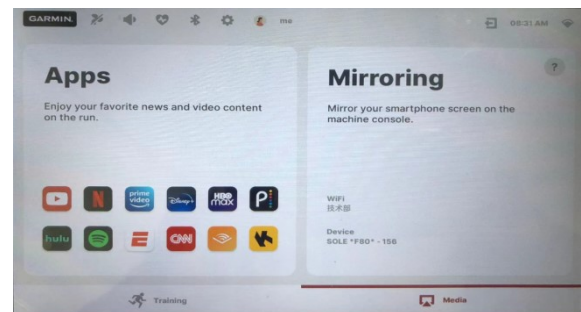 GARMIN
me
08:31 AM
Apps
Enjoy your favorite news and video content
on the run.
prime
video
Disney+
HBO
max
P
hulu
E
CNN
Mirroring
?
Mirror your smartphone screen on the
machine console.
WiFi
技术部
Device
SOLE *F80* - 156
Training
Media